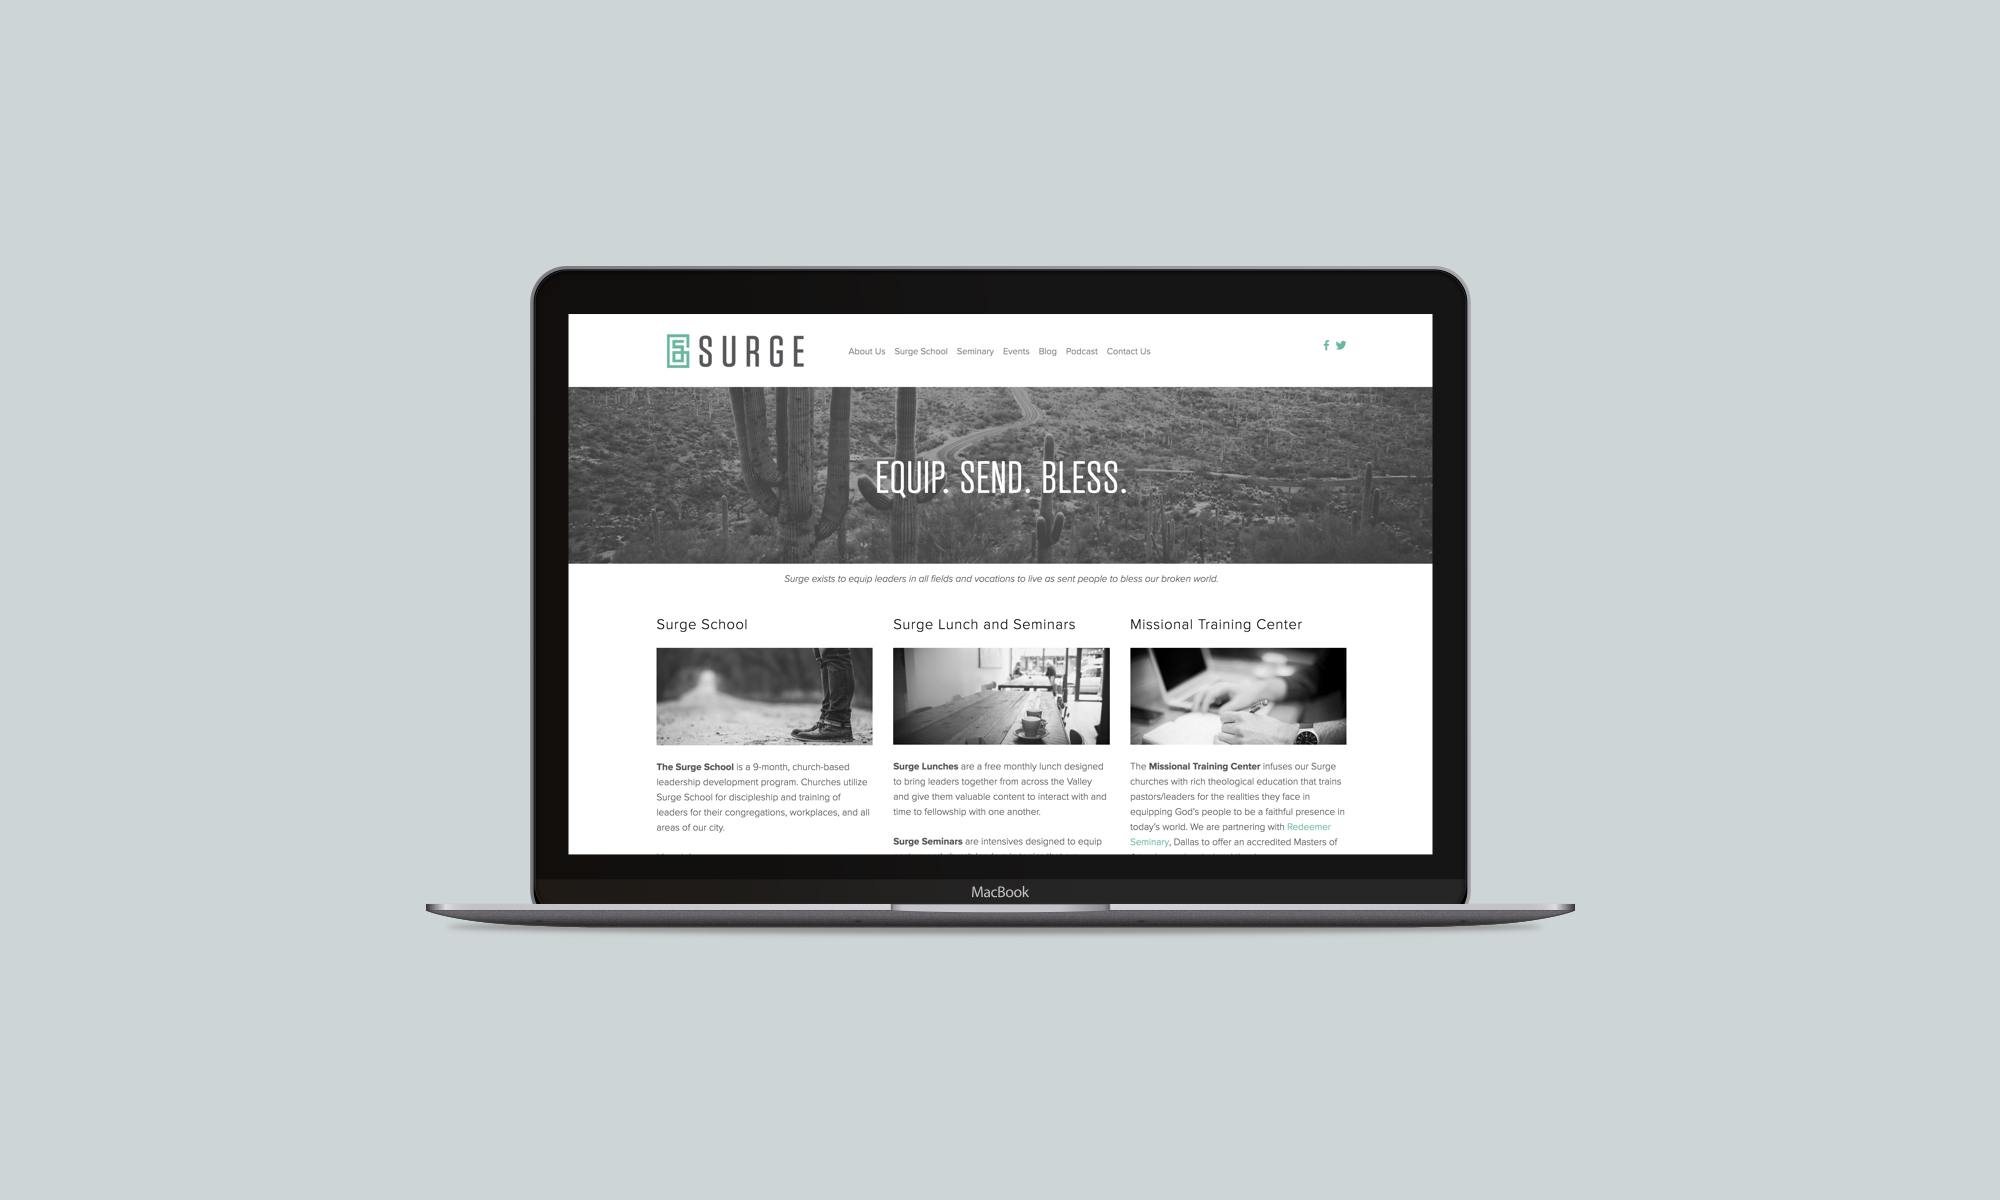 SURGE
About Us Surge School Seminary Events Blog Podcast Contact Us
EQUIP. SEND. BLESS.
Surge exists to equip leaders in all fields and vocations to live as sent people to bless our broken world.
Surge School
The Surge School is a 9-month, church-based
leadership development program. Churches utilize
Surge School for discipleship and training of
leaders for their congregations, workplaces, and all
areas of our city.
Surge Lunch and Seminars
Surge Lunches are a free monthly lunch designed
to bring leaders together from across the Valley
and give them valuable content to interact with and
time to fellowship with one another.
Surge Seminars are intensives designed to equip
Missional Training Center
The Missional Training Center infuses our Surge
churches with rich theological education that trains
pastors/leaders for the realities they face in
equipping God's people to be a faithful presence in
today's world. We are partnering with Redeemer
Seminary, Dallas to offer an accredited Masters of
MacBook